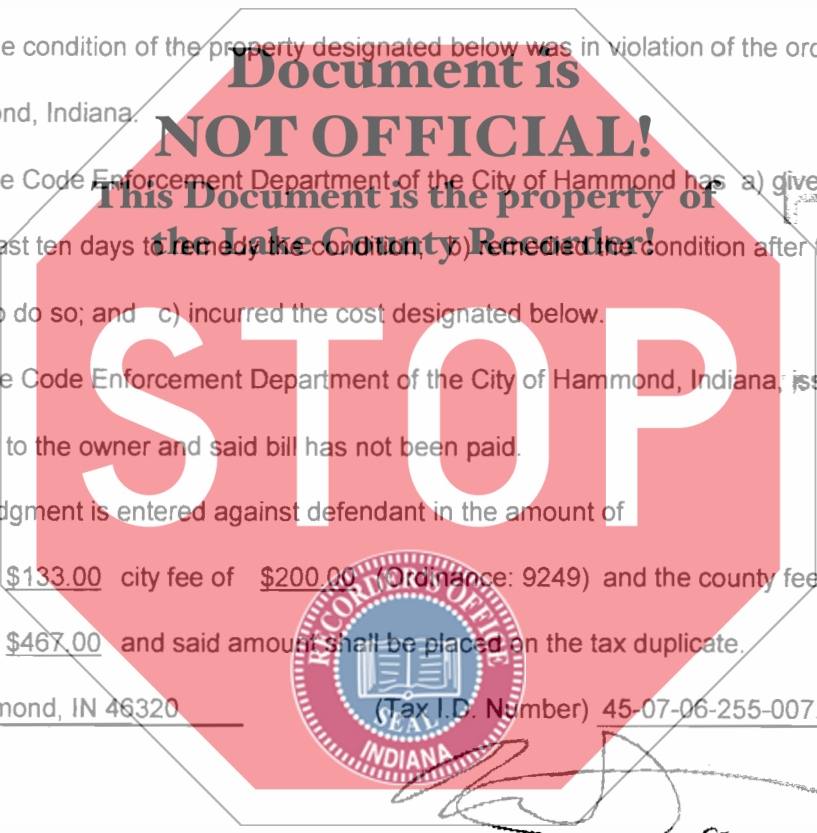 e condition of the property designated below was in violation of the ord
Document is
nd, Indiana.
NOT OFFICIAL!
e Code Enforcement Department of the City of Hammond has a) give
This Document is the property of
ast ten days to remedy the condition, b) remedied the condition after
the Lake County Recorder!
o do so; and c) incurred the cost designated below.
STOP
e Code Enforcement Department of the City of Hammond, Indiana, iss
to the owner and said bill has not been paid.
dgment is entered against defendant in the amount of
$133.00 city fee of $200.00 (Ordinance: 9249) and the county fee
$467.00 and said amount shall be placed on the tax duplicate.
RECORDER'S OFFICE
SEAL
INDIANA
mond, IN 46320 (Tax I.D. Number) 45-07-06-255-007.